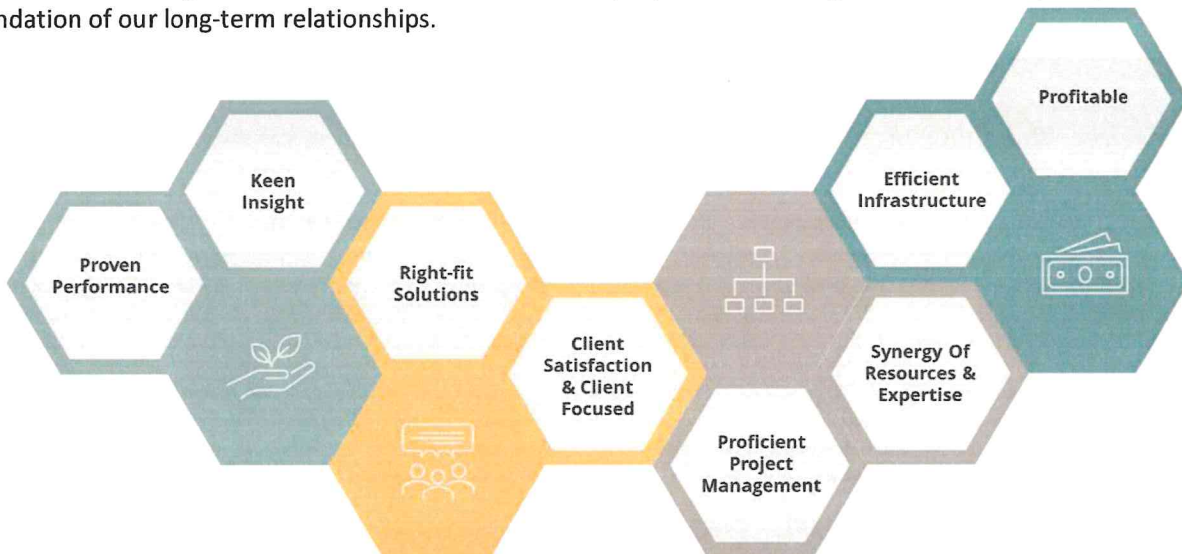 of our long-term relationships.
Proven
Performance
Keen
Insight
Right-fit
Solutions
Client
Satisfaction
& Client
Focused
Proficient
Project
Management
Synergy Of
Resources &
Expertise
Efficient
Infrastructure
Profitable